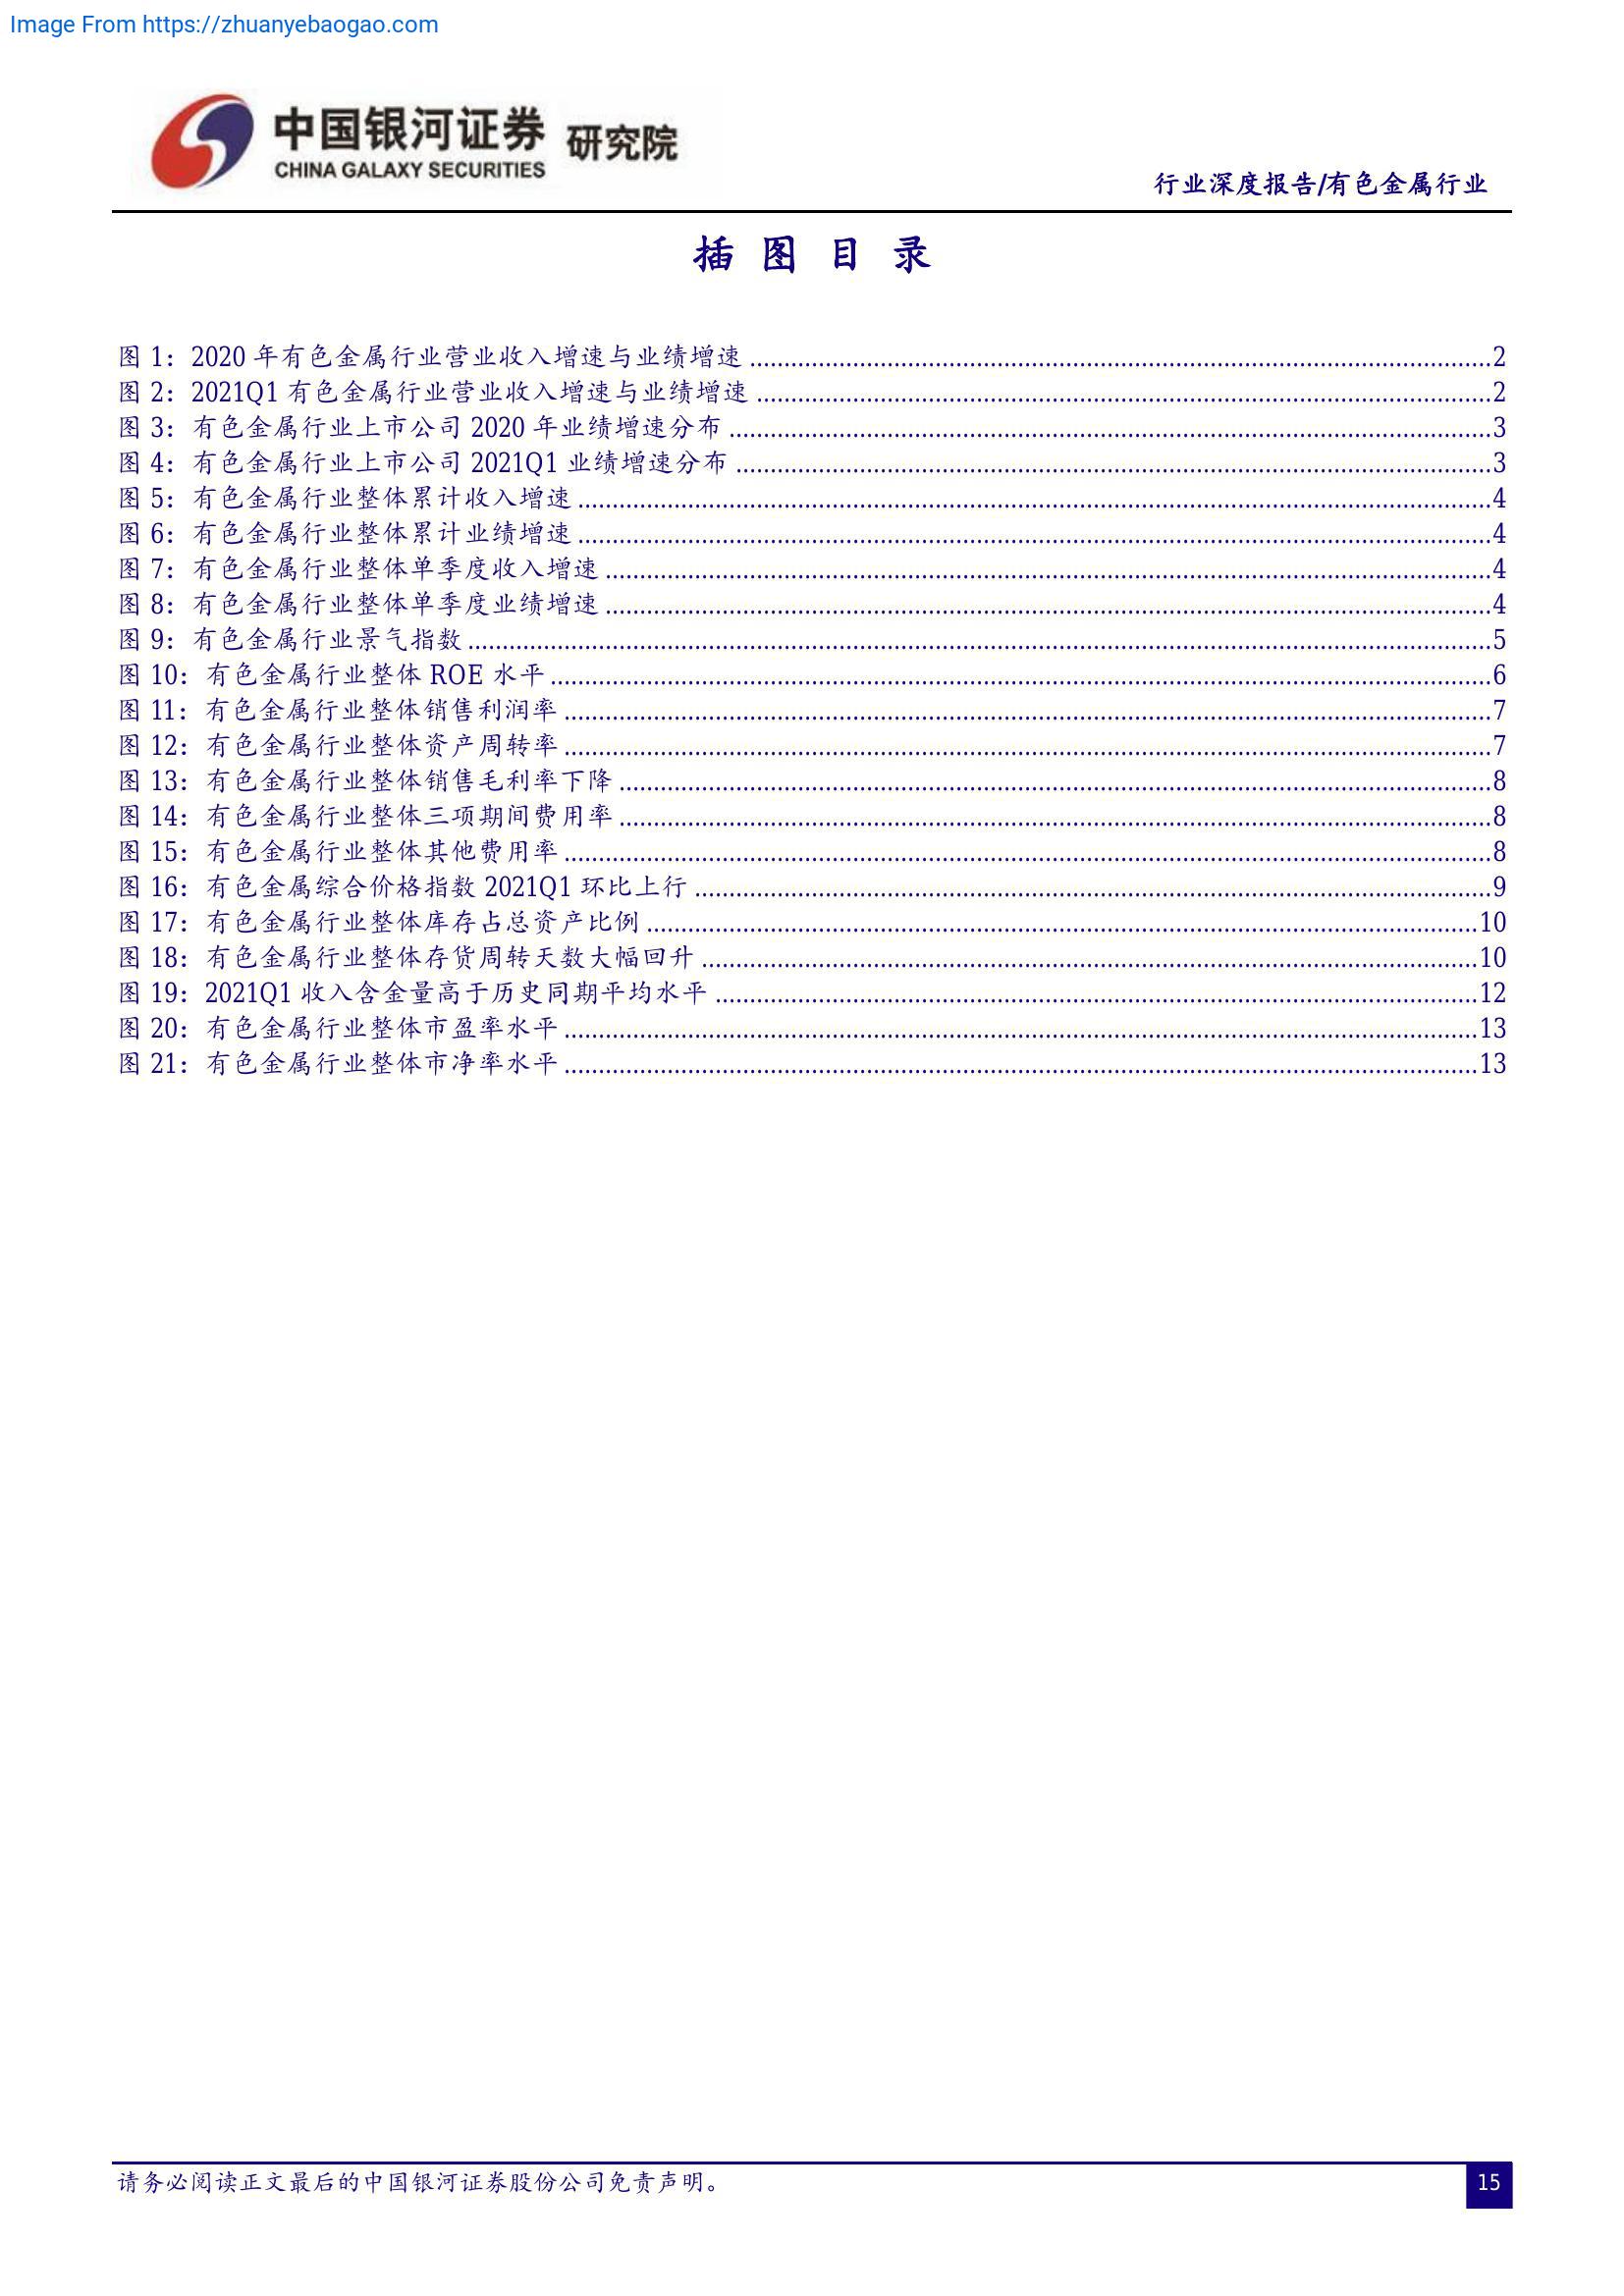 Image From https://zhuanyebaogao.com
中国银河证券 研究院
CHINA GALAXY SECURITIES
行业深度报告/有色金属行业
插图目录
图 1：2020 年有色金属行业营业收入增速与业绩增速 2
图 2：2021Q1 有色金属行业营业收入增速与业绩增速 2
图 3：有色金属行业上市公司 2020 年业绩增速分布 3
图 4：有色金属行业上市公司 2021Q1 业绩增速分布 3
图 5：有色金属行业整体累计收入增速 4
图 6：有色金属行业整体累计业绩增速 4
图 7：有色金属行业整体单季度收入增速 4
图 8：有色金属行业整体单季度业绩增速 4
图 9：有色金属行业景气指数 5
图 10：有色金属行业整体 ROE 水平 6
图 11：有色金属行业整体销售利润率 7
图 12：有色金属行业整体资产周转率 7
图 13：有色金属行业整体销售毛利率下降 8
图 14：有色金属行业整体三项期间费用率 8
图 15：有色金属行业整体其他费用率 8
图 16：有色金属综合价格指数 2021Q1 环比上行 9
图 17：有色金属行业整体库存占总资产比例 10
图 18：有色金属行业整体存货周转天数大幅回升 10
图 19：2021Q1 收入含金量高于历史同期平均水平 12
图 20：有色金属行业整体市盈率水平 13
图 21：有色金属行业整体市净率水平 13
请务必阅读正文最后的中国银河证券股份公司免责声明。
15